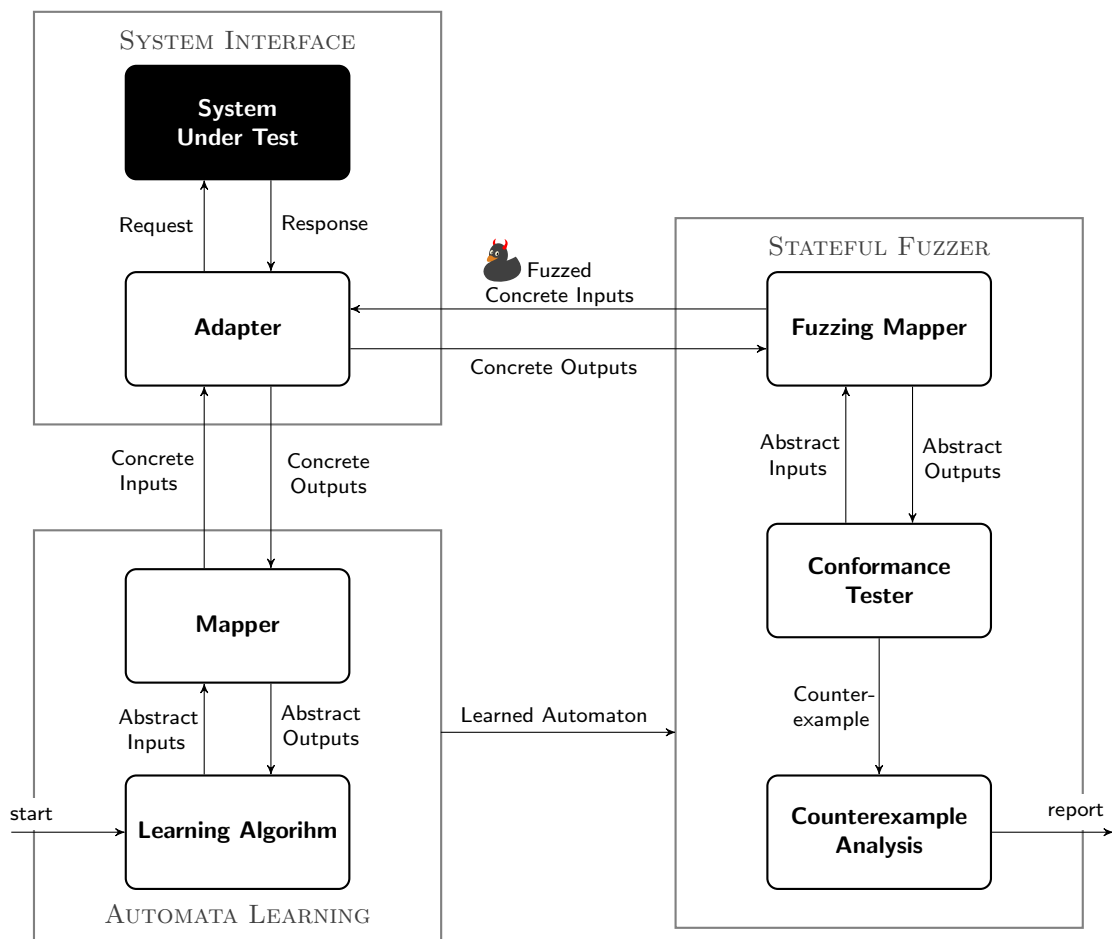 SYSTEM INTERFACE
System
Under Test
Request
Response
Adapter
Fuzzed
Concrete Inputs
Concrete Outputs
STATEFUL FUZZER
Fuzzing Mapper
Concrete
Inputs
Concrete
Outputs
Abstract
Inputs
Abstract
Outputs
Conformance
Tester
Mapper
Abstract
Inputs
Abstract
Outputs
Learned Automaton
Counter-
example
start
Learning Algorihm
Counterexample
Analysis
report
AUTOMATA LEARNING